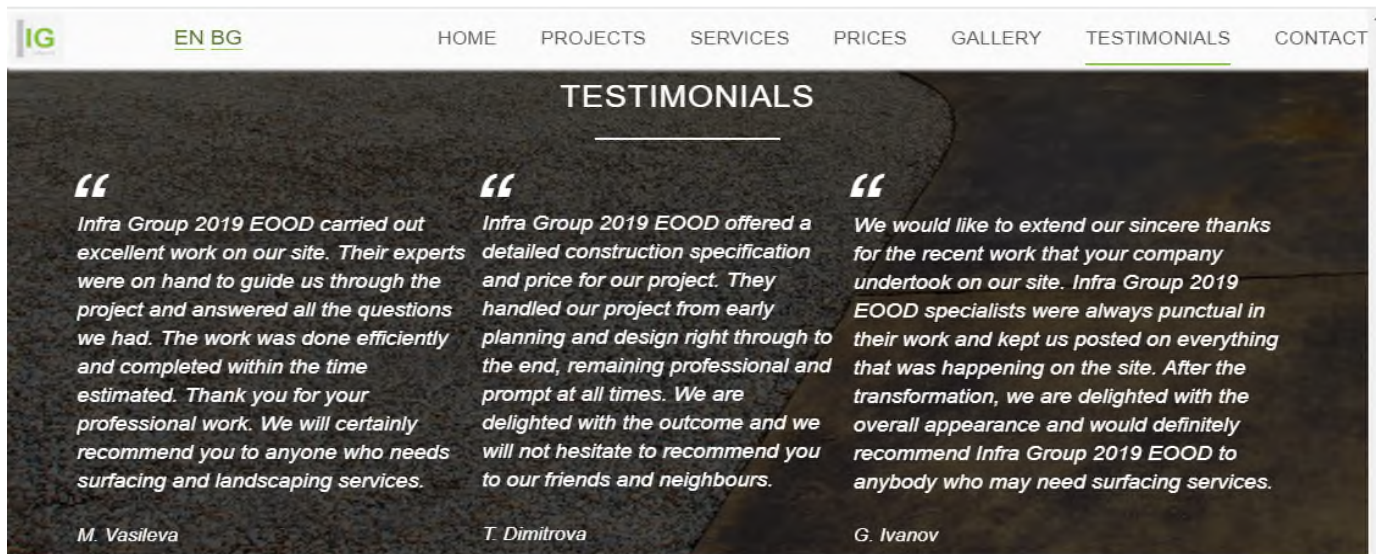 IG
EN BG
HOME PROJECTS SERVICES PRICES GALLERY TESTIMONIALS CONTACT
TESTIMONIALS
“
Infra Group 2019 EOOD carried out
excellent work on our site. Their experts
were on hand to guide us through the
project and answered all the questions
we had. The work was done efficiently
and completed within the time
estimated. Thank you for your
professional work. We will certainly
recommend you to anyone who needs
surfacing and landscaping services.
M. Vasileva
“
Infra Group 2019 EOOD offered a
detailed construction specification
and price for our project. They
handled our project from early
planning and design right through to
the end, remaining professional and
prompt at all times. We are
delighted with the outcome and we
will not hesitate to recommend you
to our friends and neighbours.
T. Dimitrova
“
We would like to extend our sincere thanks
for the recent work that your company
undertook on our site. Infra Group 2019
EOOD specialists were always punctual in
their work and kept us posted on everything
that was happening on the site. After the
transformation, we are delighted with the
overall appearance and would definitely
recommend Infra Group 2019 EOOD to
anybody who may need surfacing services.
G. Ivanov